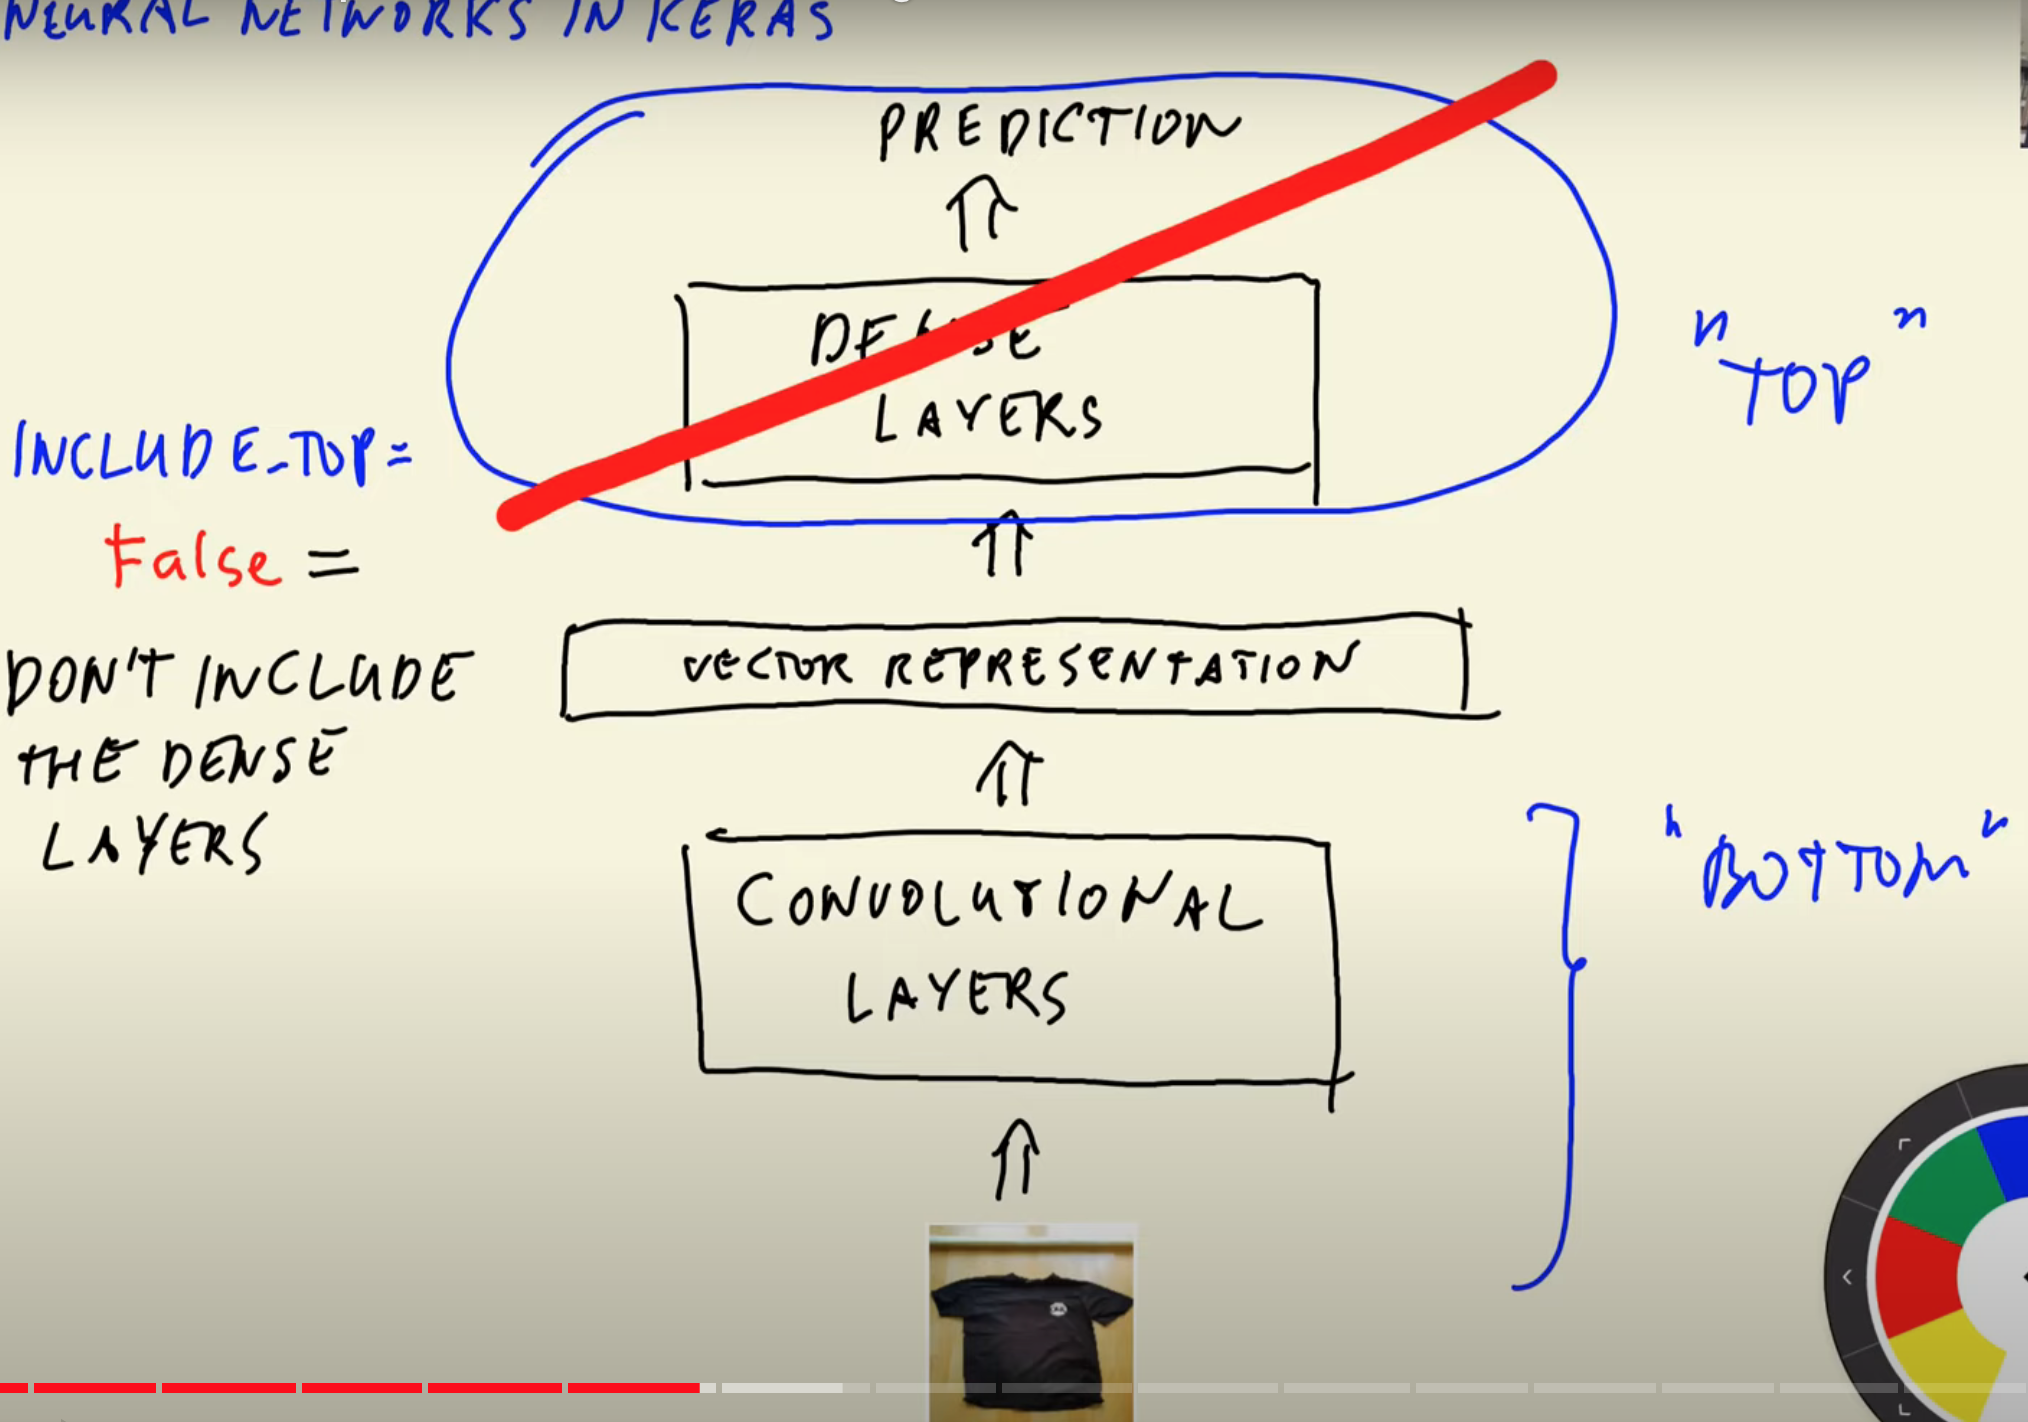 NEURAL NETWORKS IN KERAS
PREDICTION
DENSE
LAYERS
"TOP"
INCLUDE_TOP=
False =
DON'T INCLUDE
THE DENSE
LAYERS
VECTOR REPRESENTATION
CONVOLUTIONAL
LAYERS
"BOTTOM"